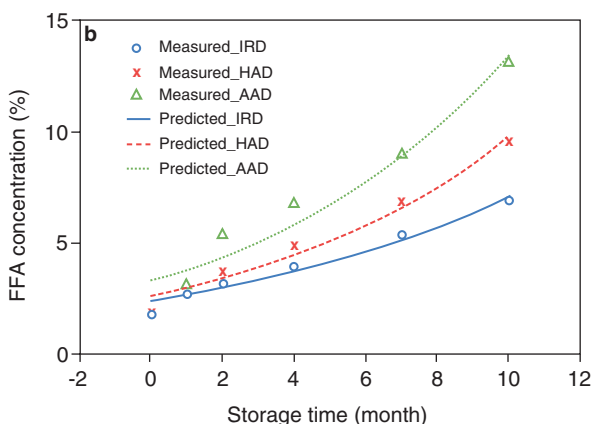 15
b
Measured_IRD
Measured_HAD
Measured_AAD
Predicted_IRD
Predicted_HAD
Predicted_AAD
10
5
0
-2 0 2 4 6 8 10 12
FFA concentration (%)
Storage time (month)